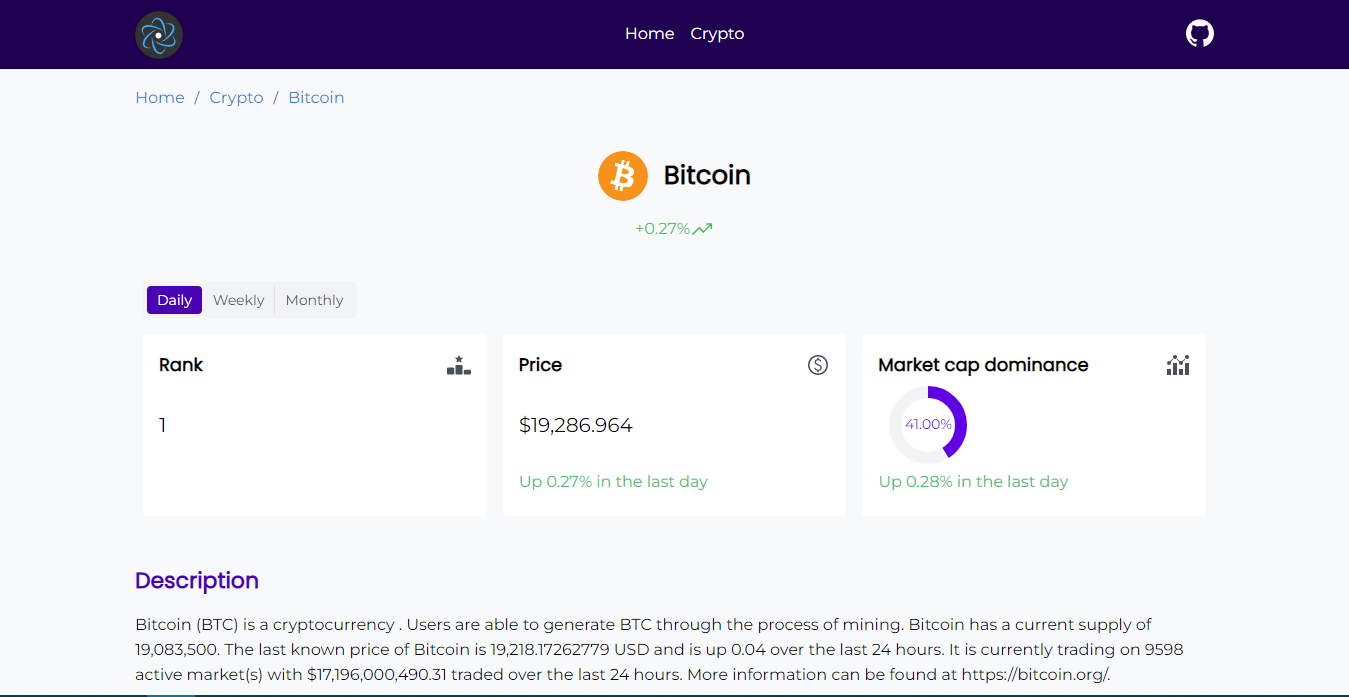 Home Crypto
Home / Crypto / Bitcoin
Bitcoin
+0.27%
Daily Weekly Monthly
Rank
1
Price
$19,286.964
Up 0.27% in the last day
Market cap dominance
41.00%
Up 0.28% in the last day
Description
Bitcoin (BTC) is a cryptocurrency . Users are able to generate BTC through the process of mining. Bitcoin has a current supply of
19,083,500. The last known price of Bitcoin is 19,218.17262779 USD and is up 0.04 over the last 24 hours. It is currently trading on 9598
active market(s) with $17,196,000,490.31 traded over the last 24 hours. More information can be found at https://bitcoin.org/.